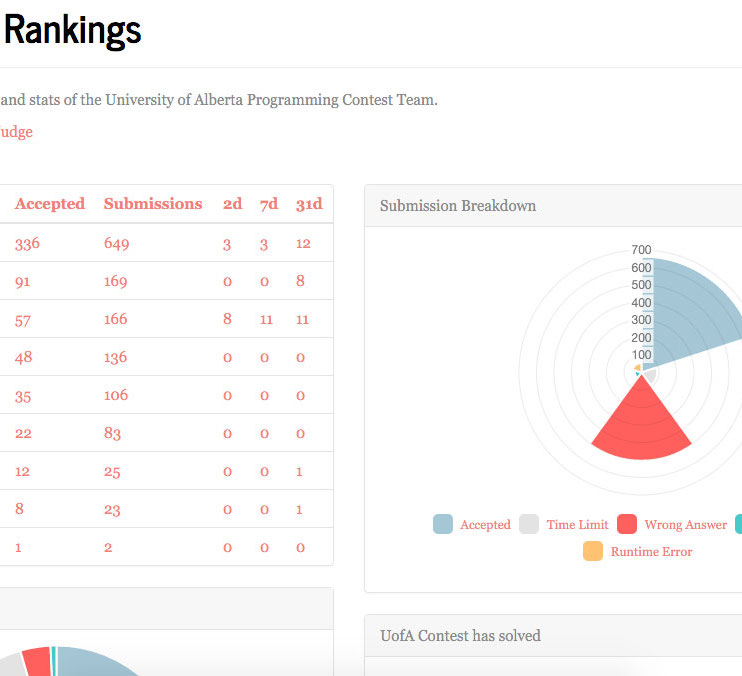 Rankings
and stats of the University of Alberta Programming Contest Team.
udge
Accepted Submissions 2d 7d 31d
336 649 3 3 12
91 169 0 0 8
57 166 8 11 11
48 136 0 0 0
35 106 0 0 0
22 83 0 0 0
12 25 0 0 1
8 23 0 0 1
1 2 0 0 0
Submission Breakdown
700
600
500
400
300
200
100
Accepted Time Limit Wrong Answer
Runtime Error
UofA Contest has solved